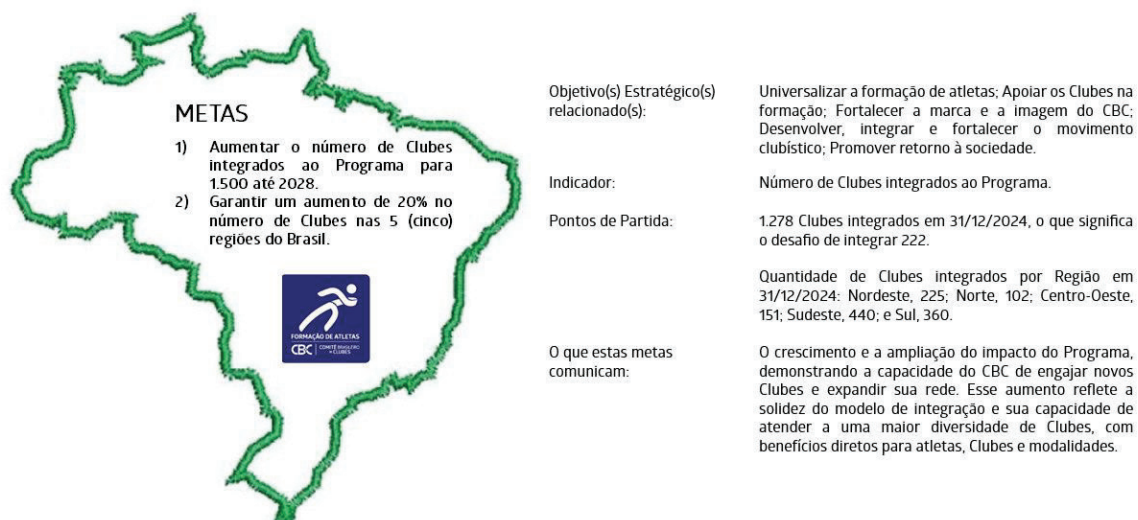 METAS
1) Aumentar o número de Clubes
integrados ao Programa para
1.500 até 2028.
2) Garantir um aumento de 20% no
número de Clubes nas 5 (cinco)
regiões do Brasil.
FORMAÇÃO DE ATLETAS
CBC COMITÊ BRASILEIRO
DE CLUBES
Objetivo(s) Estratégico(s)
relacionado(s):
Universalizar a formação de atletas; Apoiar os Clubes na
formação; Fortalecer a marca e a imagem do CBC;
Desenvolver, integrar e fortalecer o movimento
clubístico; Promover retorno à sociedade.
Indicador:
Número de Clubes integrados ao Programa.
Pontos de Partida:
1.278 Clubes integrados em 31/12/2024, o que significa
o desafio de integrar 222.
Quantidade de Clubes integrados por Região em
31/12/2024: Nordeste, 225; Norte, 102; Centro-Oeste,
151; Sudeste, 440; e Sul, 360.
O que estas metas
comunicam:
O crescimento e a ampliação do impacto do Programa,
demonstrando a capacidade do CBC de engajar novos
Clubes e expandir sua rede. Esse aumento reflete a
solidez do modelo de integração e sua capacidade de
atender a uma maior diversidade de Clubes, com
benefícios diretos para atletas, Clubes e modalidades.